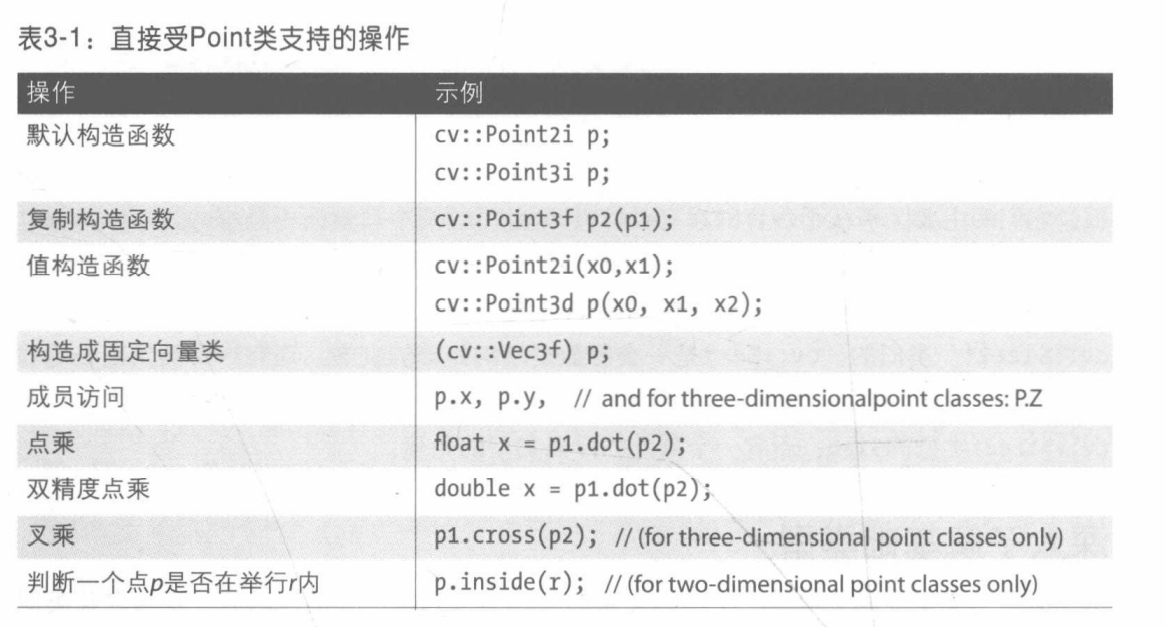 表3-1：直接受Point类支持的操作
操作 示例
默认构造函数 cv::Point2i p;
cv::Point3i p;
复制构造函数 cv::Point3f p2(p1);
值构造函数 cv::Point2i(x0,x1);
cv::Point3d p(x0, x1, x2);
构造成固定向量类 (cv::Vec3f) p;
成员访问 p.x, p.y, // and for three-dimensionalpoint classes: P.Z
点乘 float x = p1.dot(p2);
双精度点乘 double x = p1.dot(p2);
叉乘 p1.cross(p2); // (for three-dimensional point classes only)
判断一个点p是否在举行r内 p.inside(r); // (for two-dimensional point classes only)